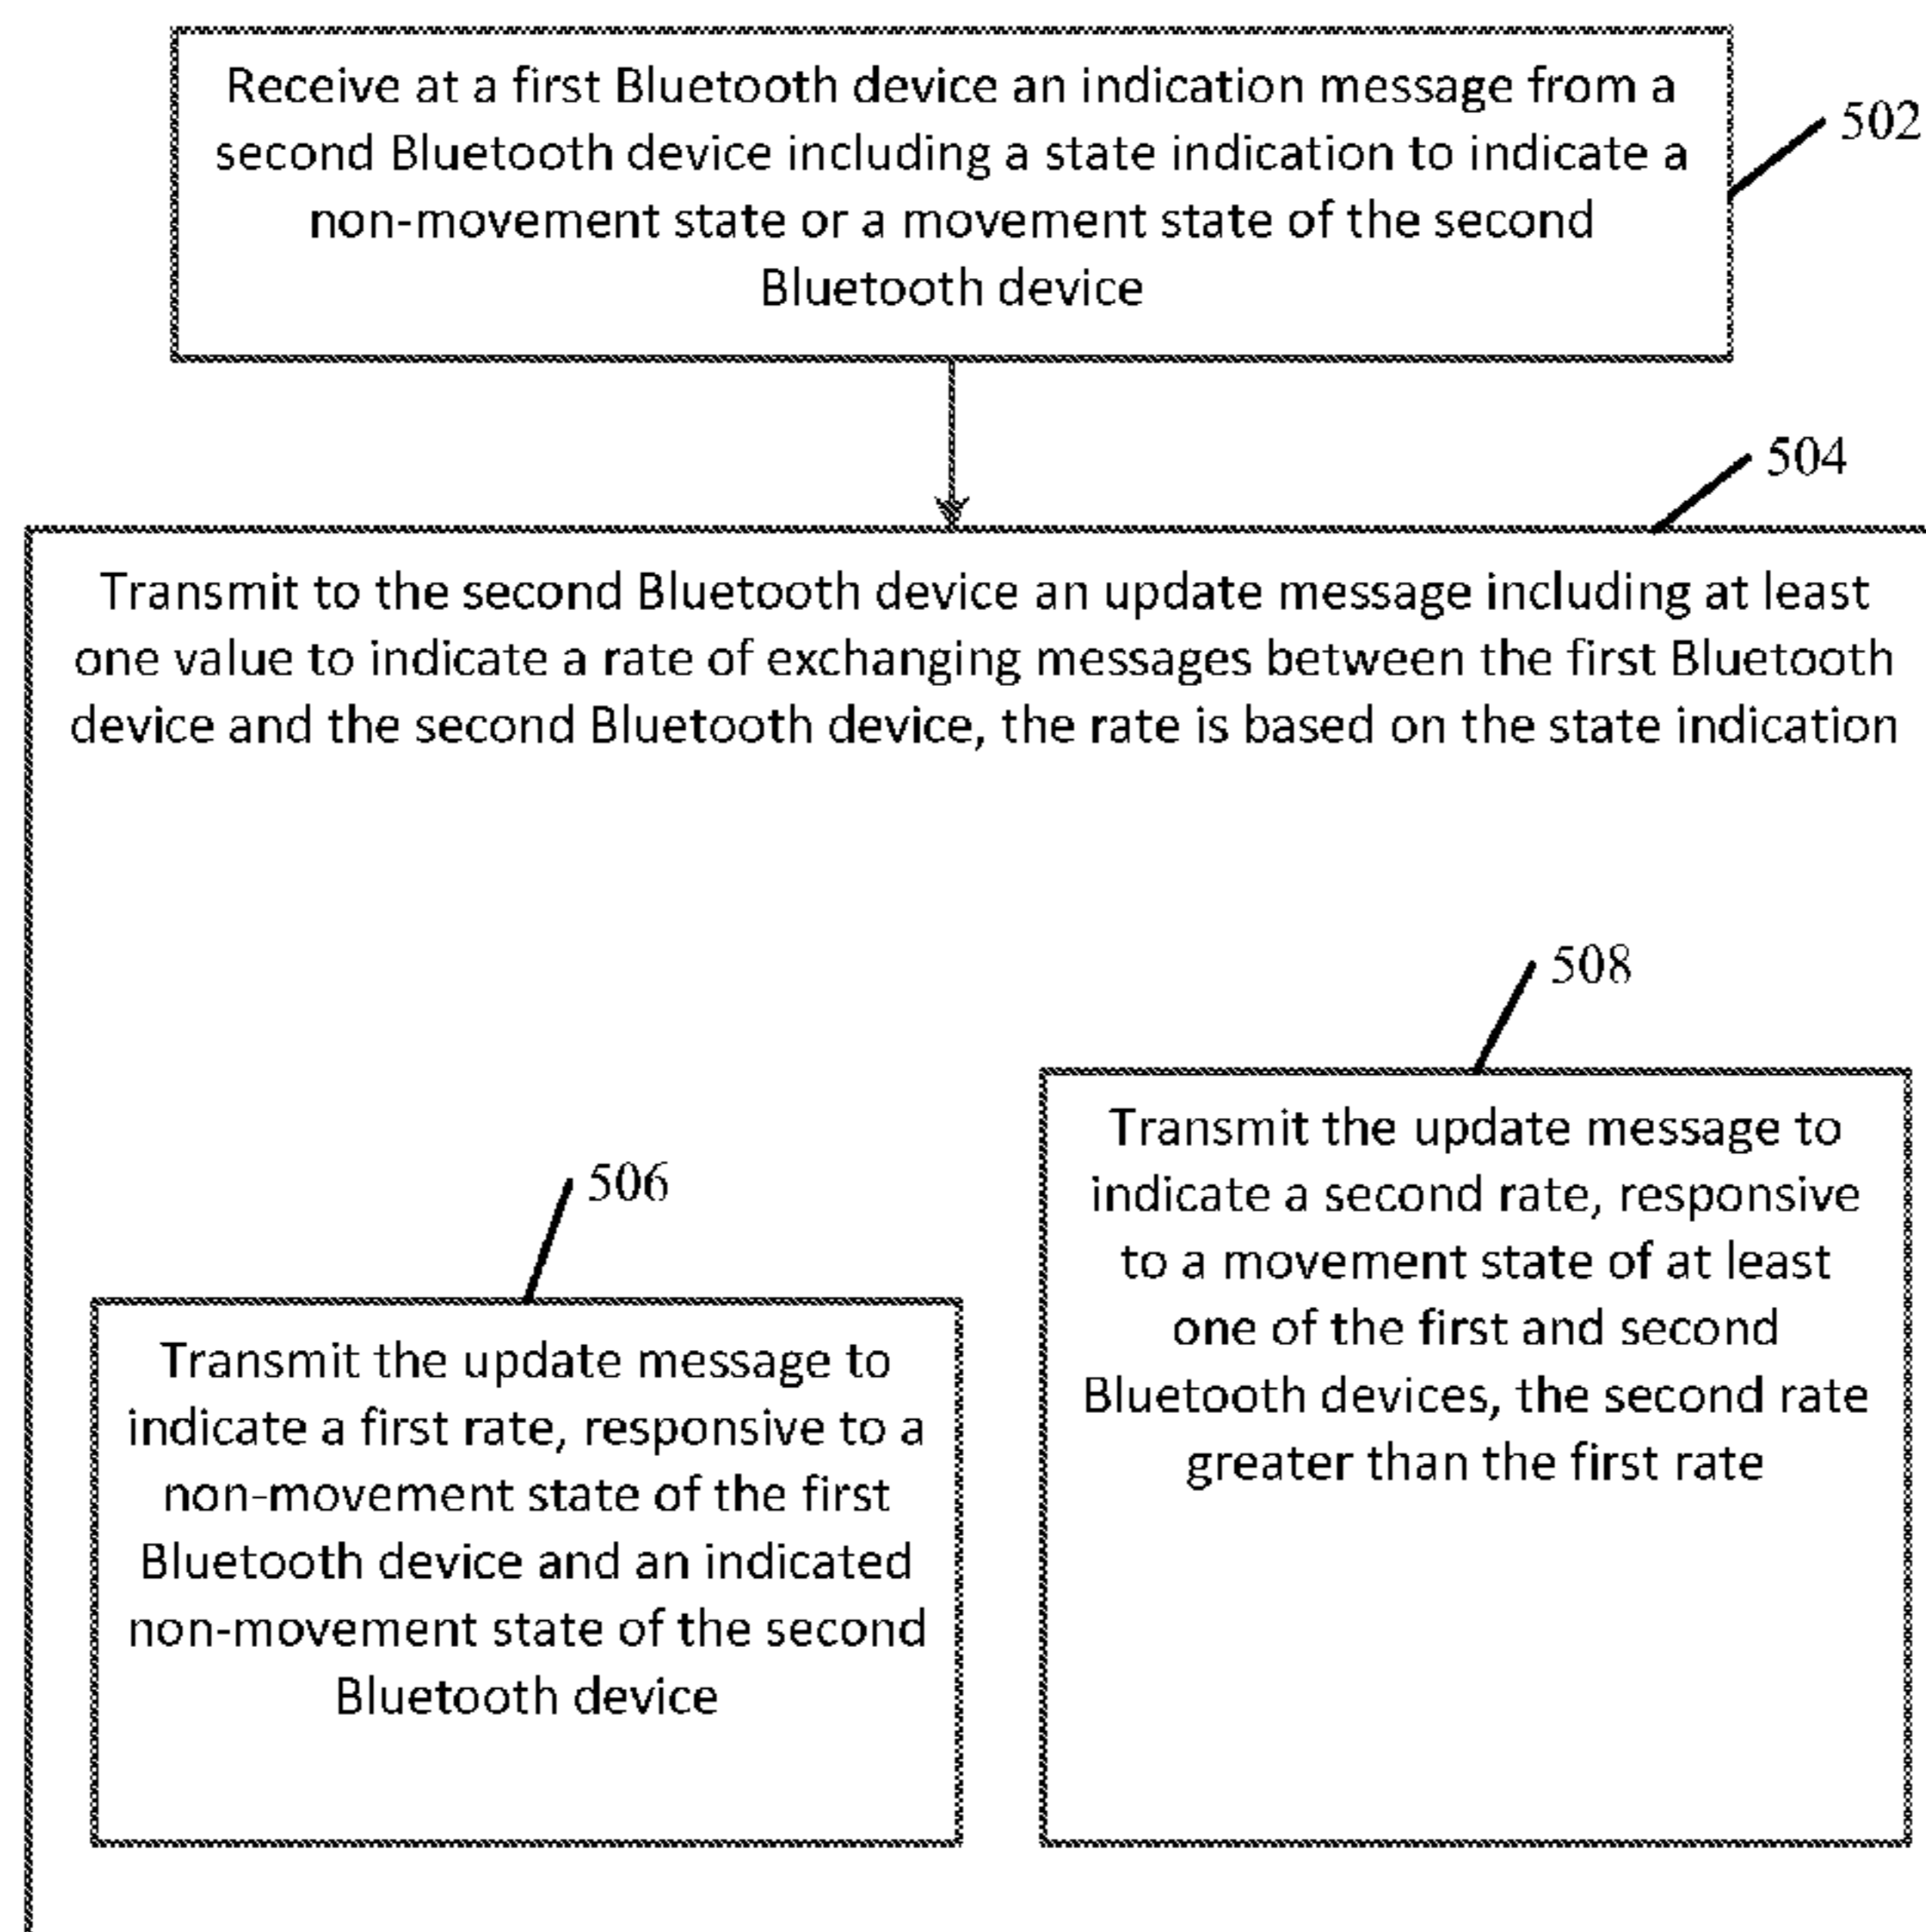 Receive at a first Bluetooth device an indication message from a
second Bluetooth device including a state indication to indicate a
non-movement state or a movement state of the second
Bluetooth device
502
504
Transmit to the second Bluetooth device an update message including at least
one value to indicate a rate of exchanging messages between the first Bluetooth
device and the second Bluetooth device, the rate is based on the state indication
506
Transmit the update message to
indicate a first rate, responsive to a
non-movement state of the first
Bluetooth device and an indicated
non-movement state of the second
Bluetooth device
508
Transmit the update message to
indicate a second rate, responsive
to a movement state of at least
one of the first and second
Bluetooth devices, the second rate
greater than the first rate